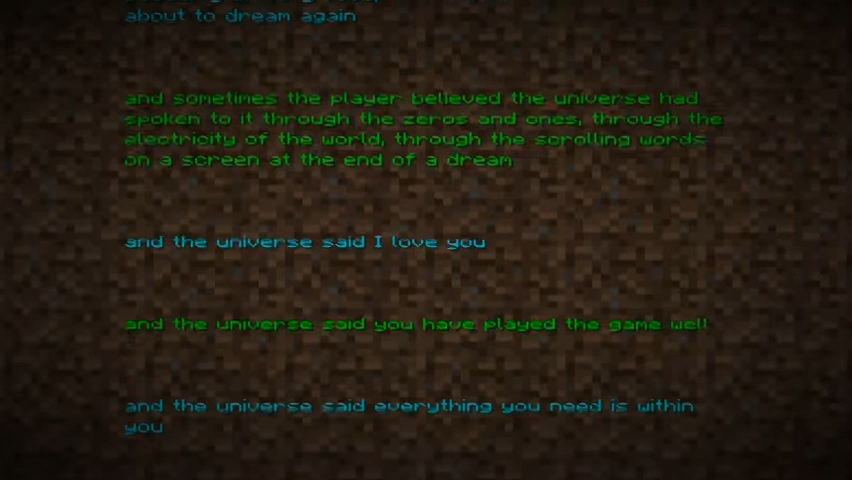 about to dream again
and sometimes the player believed the universe had
spoken to it through the zeros and ones, through the
electricity of the world, through the scrolling words
on a screen at the end of a dream
and the universe said I love you
and the universe said you have played the game well
and the universe said everything you need is within
you